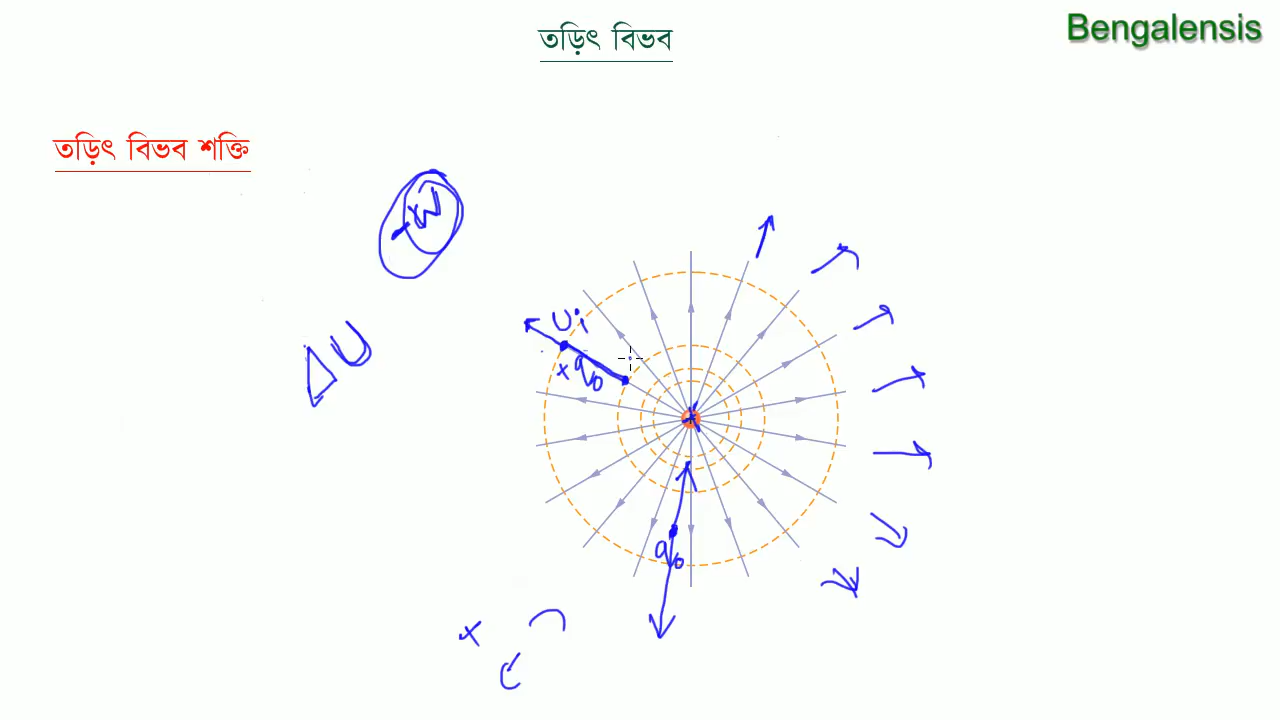 তড়িৎ বিভব
Bengalensis
তড়িৎ বিভব শক্তি
-W
ΔU
Ui
+q₀
q₀
+